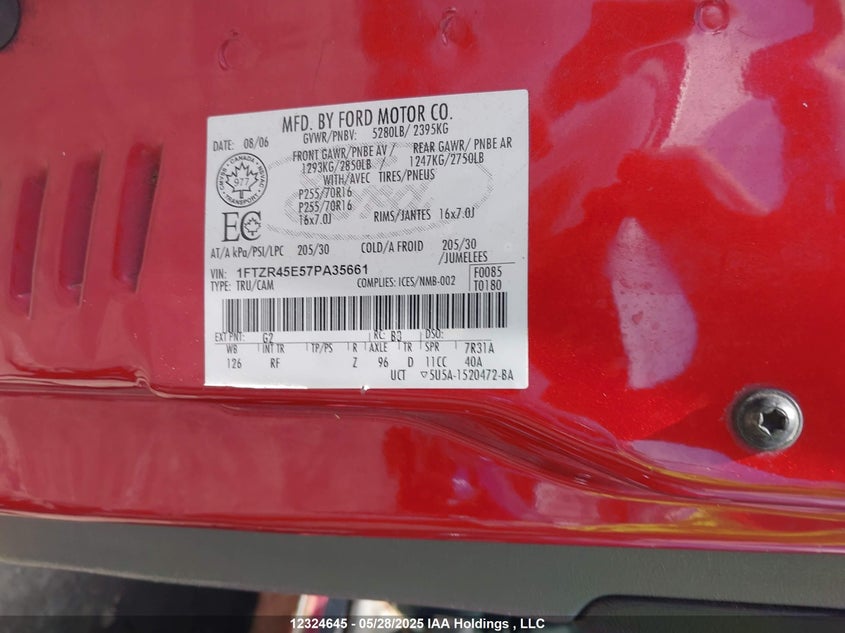 MFD. BY FORD MOTOR CO.
DATE: 08/06 GVWR/PNBV: 5280LB/ 2395KG
FRONT GAWR/PNBE AV / REAR GAWR/ PNBE AR
1293KG/2850LB 1247KG/2750LB
WITH/AVEC TIRES/PNEUS
P255/70R16
P255/70R16
16x7.0J RIMS/JANTES 16x7.0J
CANADA
977
TRANSPORT
EC
AT/A kPa/PSI/LPC 205/30 COLD/A FROID 205/30
/JUMELEES
VIN: 1FTZR45E57PA35661
TYPE: TRU/CAM COMPLIES: ICES/NMB-002
F0085
T0180
EXT PNT: G2 RC: B3 DSO:
WB INT TR TP/PS R AXLE TR SPR 7R31A
126 RF Z 96 D 11CC 40A
UCT ▽5U5A-1520472-BA
12324645 - 05/28/2025 IAA Holdings , LLC